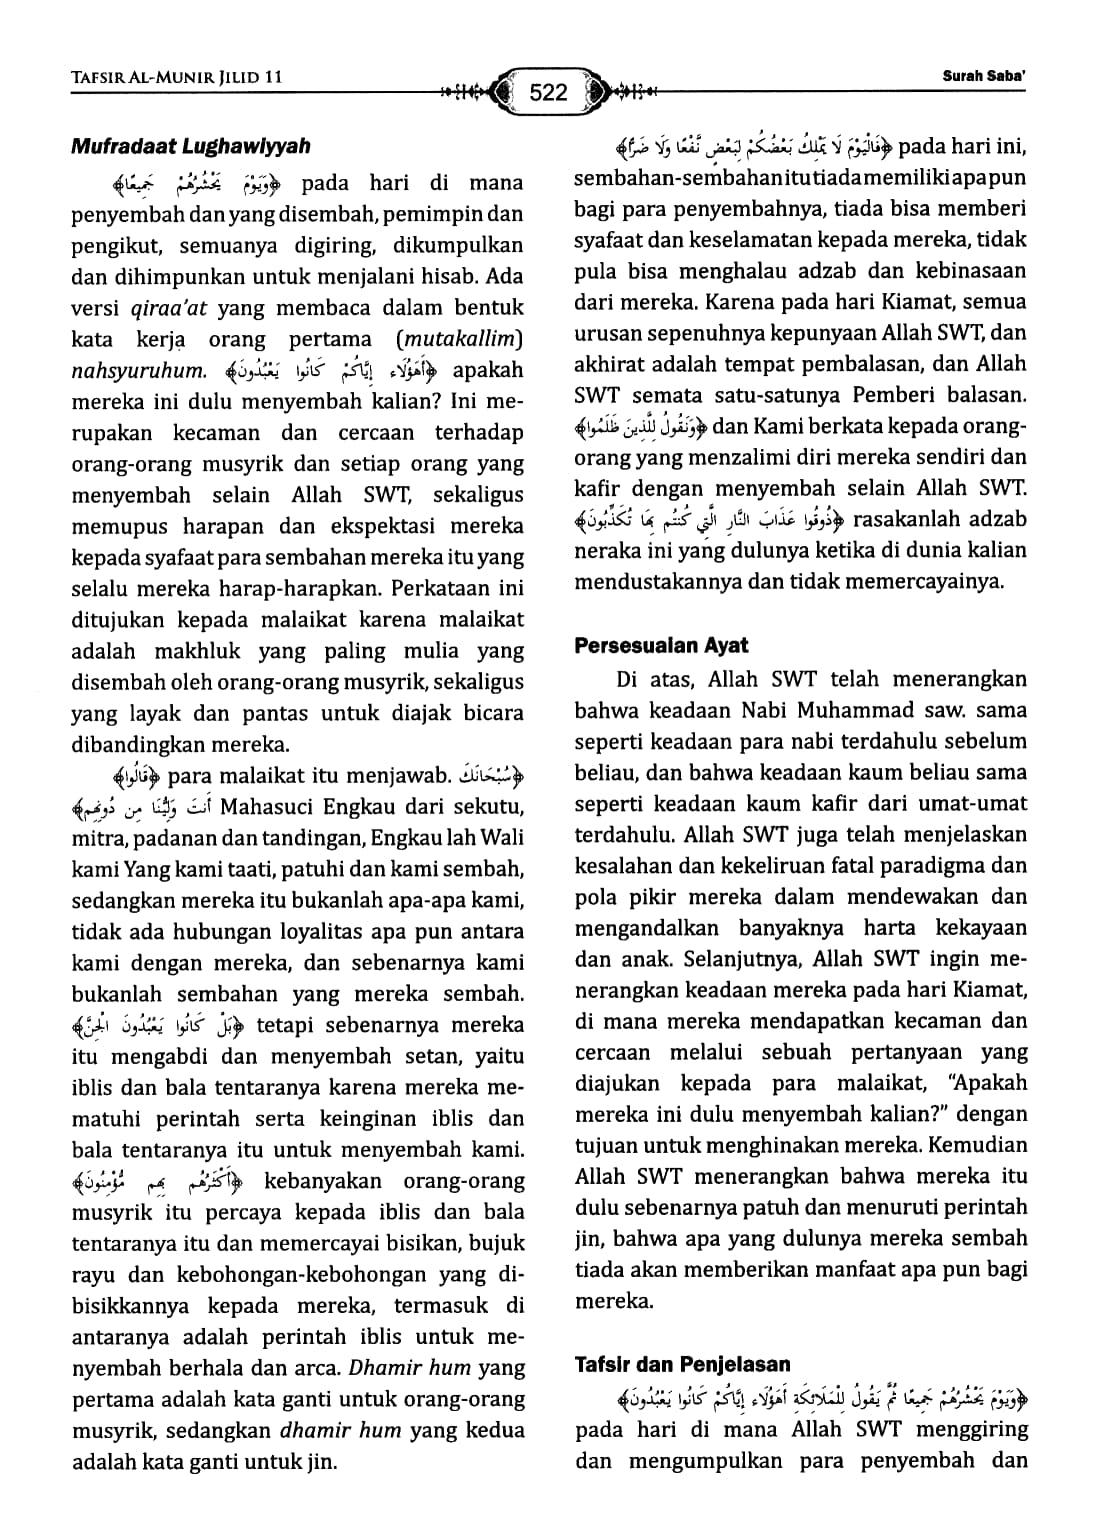 TAFSIR AL-MUNIR JILID 11
522
Surah Saba'
Mufradaat Lughawiyyah
﴿وَيَوْمَ يَحْشُرُهُمْ جَمِيعًا﴾ pada hari di mana
penyembah dan yang disembah, pemimpin dan
pengikut, semuanya digiring, dikumpulkan
dan dihimpunkan untuk menjalani hisab. Ada
versi qiraa'at yang membaca dalam bentuk
kata kerja orang pertama (mutakallim)
nahsyuruhum. ﴿أَهَؤُلَاءِ إِيَّاكُمْ كَانُوا يَعْبُدُونَ﴾ apakah
mereka ini dulu menyembah kalian? Ini me-
rupakan kecaman dan cercaan terhadap
orang-orang musyrik dan setiap orang yang
menyembah selain Allah SWT, sekaligus
memupus harapan dan ekspektasi mereka
kepada syafaat para sembahan mereka itu yang
selalu mereka harap-harapkan. Perkataan ini
ditujukan kepada malaikat karena malaikat
adalah makhluk yang paling mulia yang
disembah oleh orang-orang musyrik, sekaligus
yang layak dan pantas untuk diajak bicara
dibandingkan mereka.
﴿قَالُوا﴾ para malaikat itu menjawab. ﴿سُبْحَانَكَ
أَنتَ وَلِيُّنَا مِن دُونِهِم﴾ Mahasuci Engkau dari sekutu,
mitra, padanan dan tandingan, Engkau lah Wali
kami Yang kami taati, patuhi dan kami sembah,
sedangkan mereka itu bukanlah apa-apa kami,
tidak ada hubungan loyalitas apa pun antara
kami dengan mereka, dan sebenarnya kami
bukanlah sembahan yang mereka sembah.
﴿بَلْ كَانُوا يَعْبُدُونَ الْجِنَّ﴾ tetapi sebenarnya mereka
itu mengabdi dan menyembah setan, yaitu
iblis dan bala tentaranya karena mereka me-
matuhi perintah serta keinginan iblis dan
bala tentaranya itu untuk menyembah kami.
﴿أَكْثَرُهُم بِهِم مُّؤْمِنُونَ﴾ kebanyakan orang-orang
musyrik itu percaya kepada iblis dan bala
tentaranya itu dan memercayai bisikan, bujuk
rayu dan kebohongan-kebohongan yang di-
bisikkannya kepada mereka, termasuk di
antaranya adalah perintah iblis untuk me-
nyembah berhala dan arca. Dhamir hum yang
pertama adalah kata ganti untuk orang-orang
musyrik, sedangkan dhamir hum yang kedua
adalah kata ganti untuk jin.
﴿فَالْيَوْمَ لَا يَمْلِكُ بَعْضُكُمْ لِبَعْضٍ نَّفْعًا وَلَا ضَرًّا﴾ pada hari ini,
sembahan-sembahan itu tiada memiliki apa pun
bagi para penyembahnya, tiada bisa memberi
syafaat dan keselamatan kepada mereka, tidak
pula bisa menghalau adzab dan kebinasaan
dari mereka. Karena pada hari Kiamat, semua
urusan sepenuhnya kepunyaan Allah SWT, dan
akhirat adalah tempat pembalasan, dan Allah
SWT semata satu-satunya Pemberi balasan.
﴿وَنَقُولُ لِلَّذِينَ ظَلَمُوا﴾ dan Kami berkata kepada orang-
orang yang menzalimi diri mereka sendiri dan
kafir dengan menyembah selain Allah SWT.
﴿ذُوقُوا عَذَابَ النَّارِ الَّتِي كُنتُم بِهَا تُكَذِّبُونَ﴾ rasakanlah adzab
neraka ini yang dulunya ketika di dunia kalian
mendustakannya dan tidak memercayainya.
Persesuaian Ayat
Di atas, Allah SWT telah menerangkan
bahwa keadaan Nabi Muhammad saw. sama
seperti keadaan para nabi terdahulu sebelum
beliau, dan bahwa keadaan kaum beliau sama
seperti keadaan kaum kafir dari umat-umat
terdahulu. Allah SWT juga telah menjelaskan
kesalahan dan kekeliruan fatal paradigma dan
pola pikir mereka dalam mendewakan dan
mengandalkan banyaknya harta kekayaan
dan anak. Selanjutnya, Allah SWT ingin me-
nerangkan keadaan mereka pada hari Kiamat,
di mana mereka mendapatkan kecaman dan
cercaan melalui sebuah pertanyaan yang
diajukan kepada para malaikat, “Apakah
mereka ini dulu menyembah kalian?” dengan
tujuan untuk menghinakan mereka. Kemudian
Allah SWT menerangkan bahwa mereka itu
dulu sebenarnya patuh dan menuruti perintah
jin, bahwa apa yang dulunya mereka sembah
tiada akan memberikan manfaat apa pun bagi
mereka.
Tafsir dan Penjelasan
﴿وَيَوْمَ يَحْشُرُهُمْ جَمِيعًا ثُمَّ يَقُولُ لِلْمَلَائِكَةِ أَهَؤُلَاءِ إِيَّاكُمْ كَانُوا يَعْبُدُونَ﴾
pada hari di mana Allah SWT menggiring
dan mengumpulkan para penyembah dan